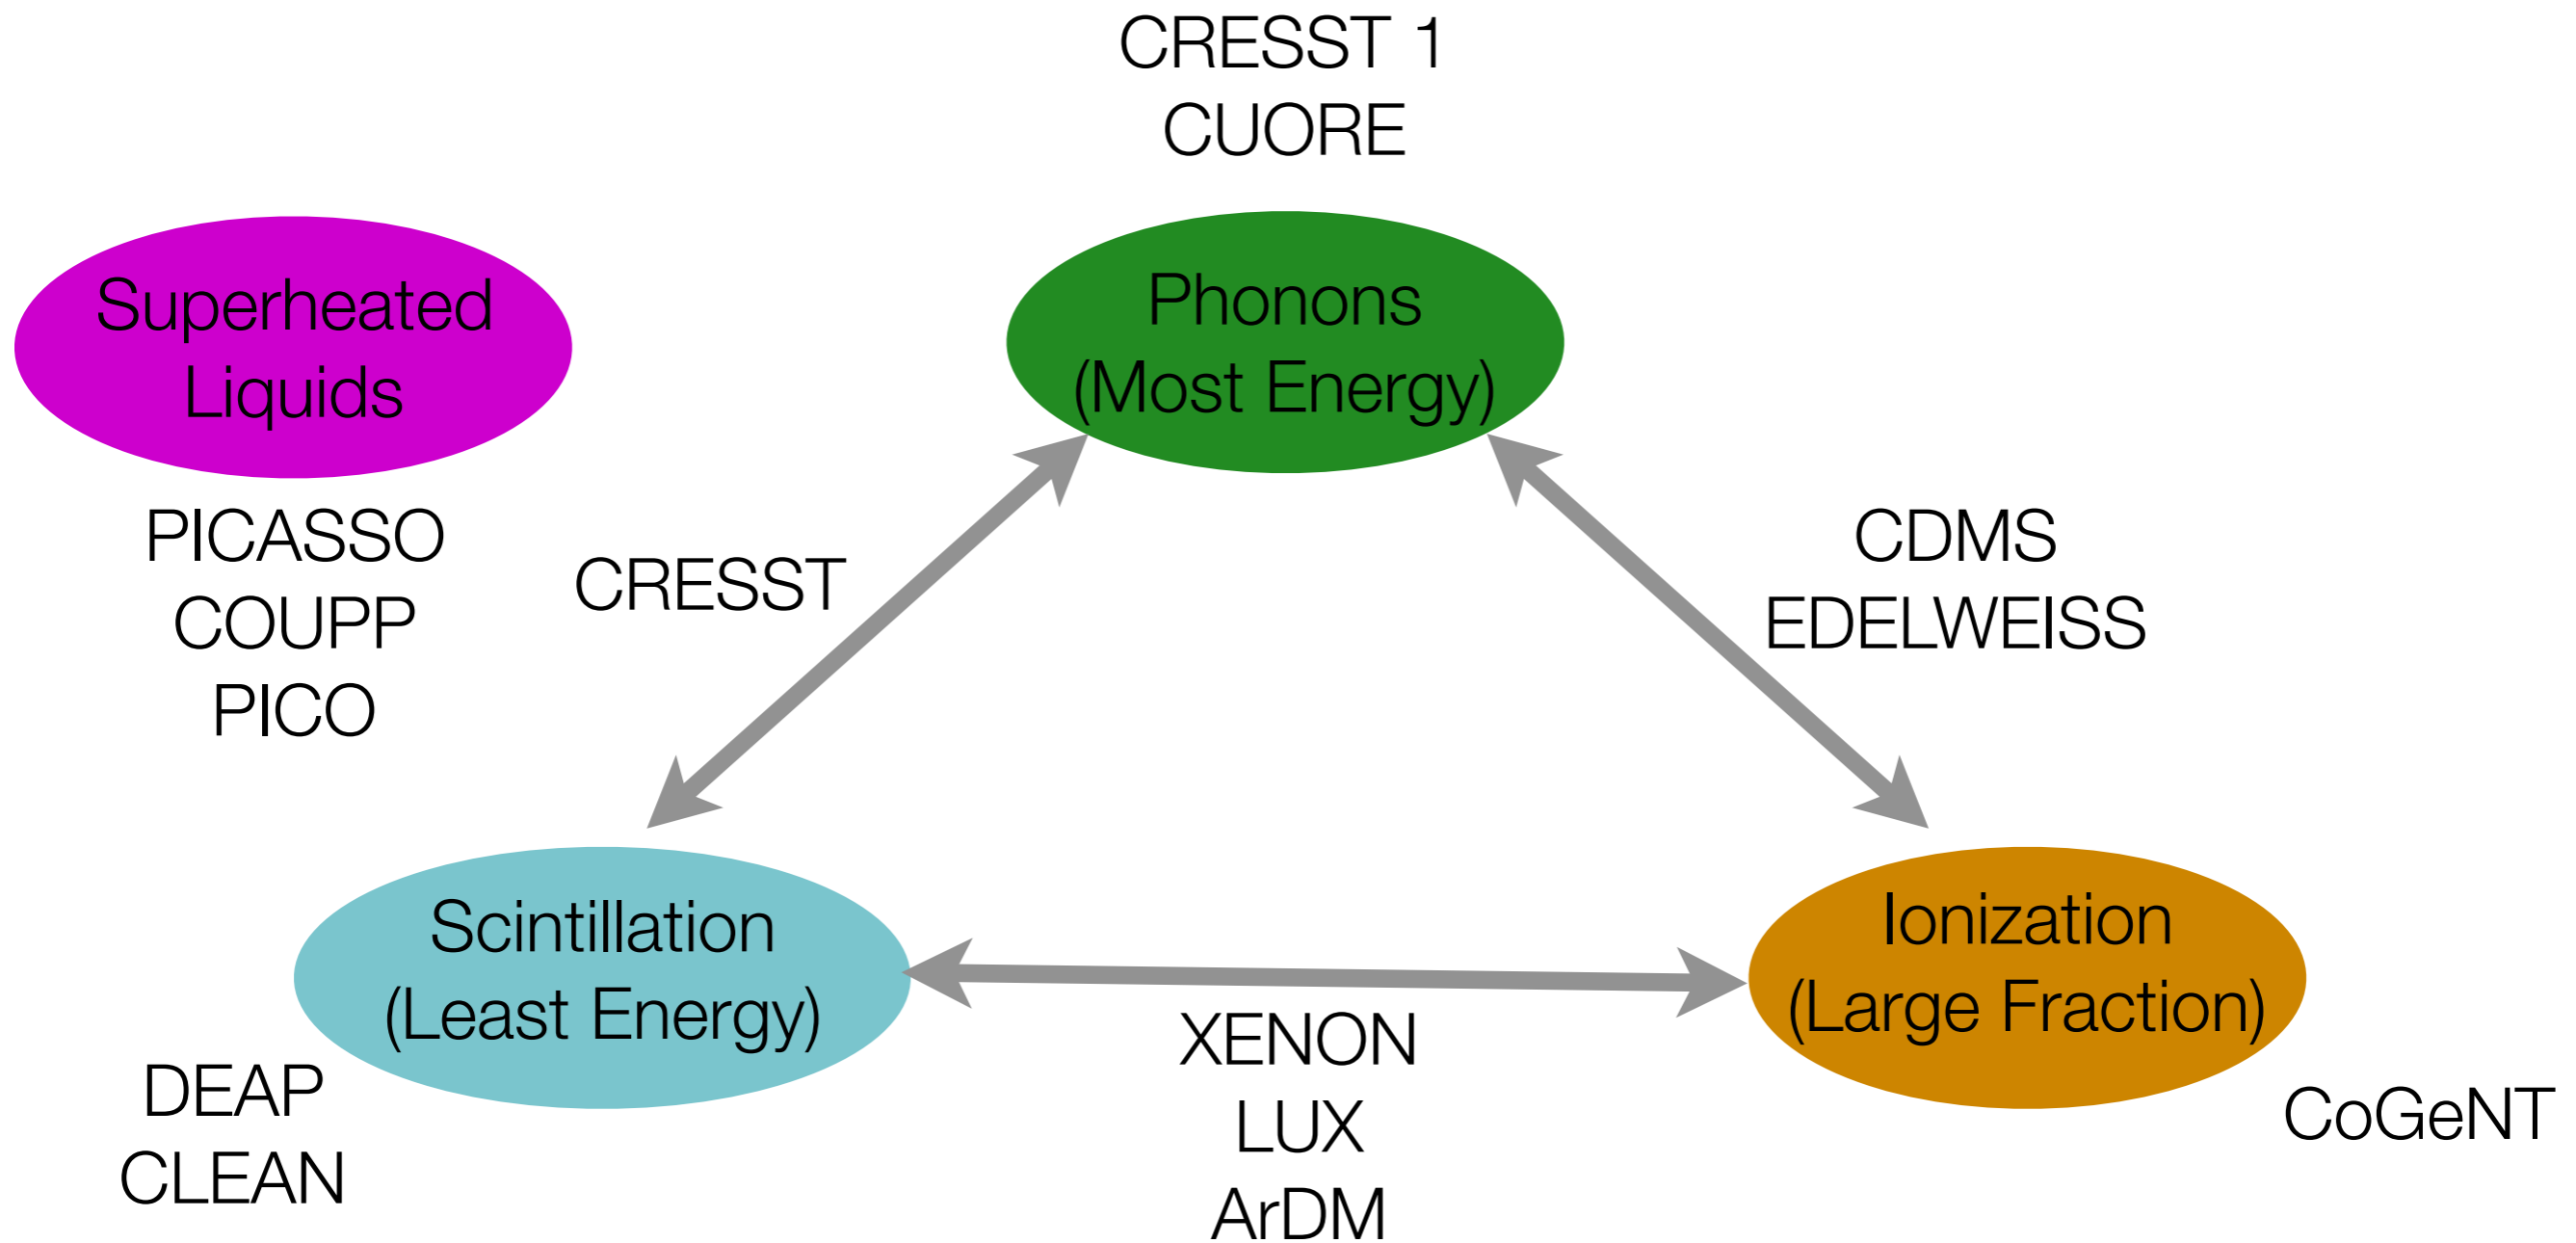 CRESST 1
CUORE
Superheated
Liquids
Phonons
(Most Energy)
PICASSO
COUPP
PICO
CRESST
CDMS
EDELWEISS
Scintillation
(Least Energy)
Ionization
(Large Fraction)
DEAP
CLEAN
XENON
LUX
ArDM
CoGeNT